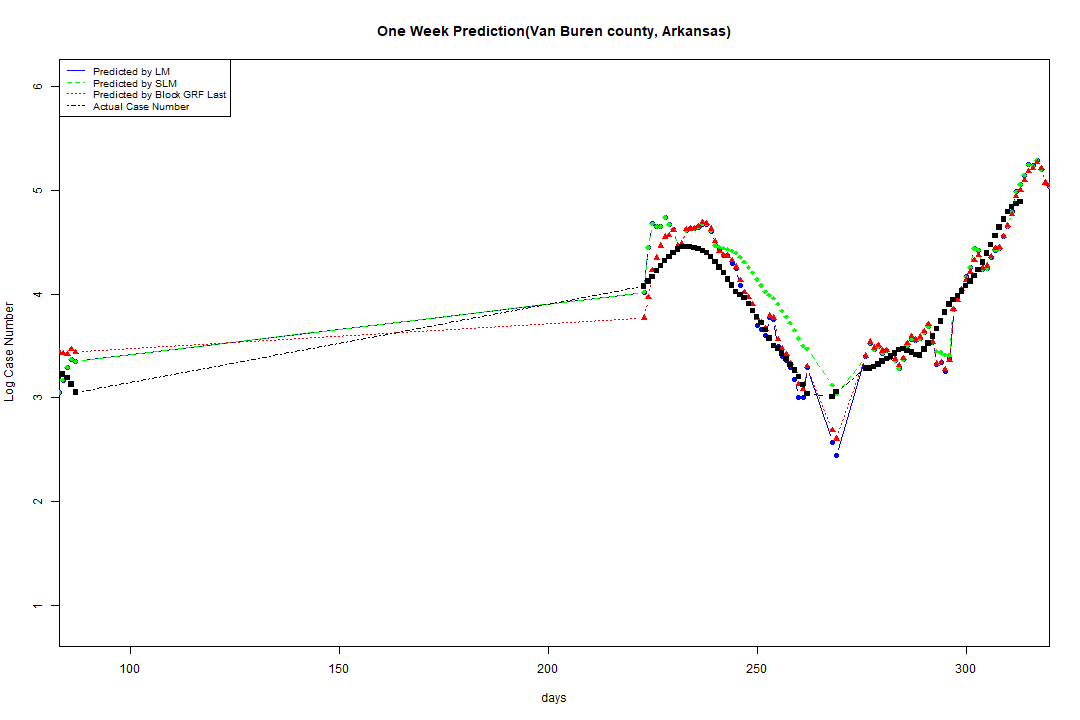 One Week Prediction(Van Buren county, Arkansas)
Predicted by LM
Predicted by SLM
Predicted by Block GRF Last
Actual Case Number
6
5
4
3
2
1
Log Case Number
100 150 200 250 300
days